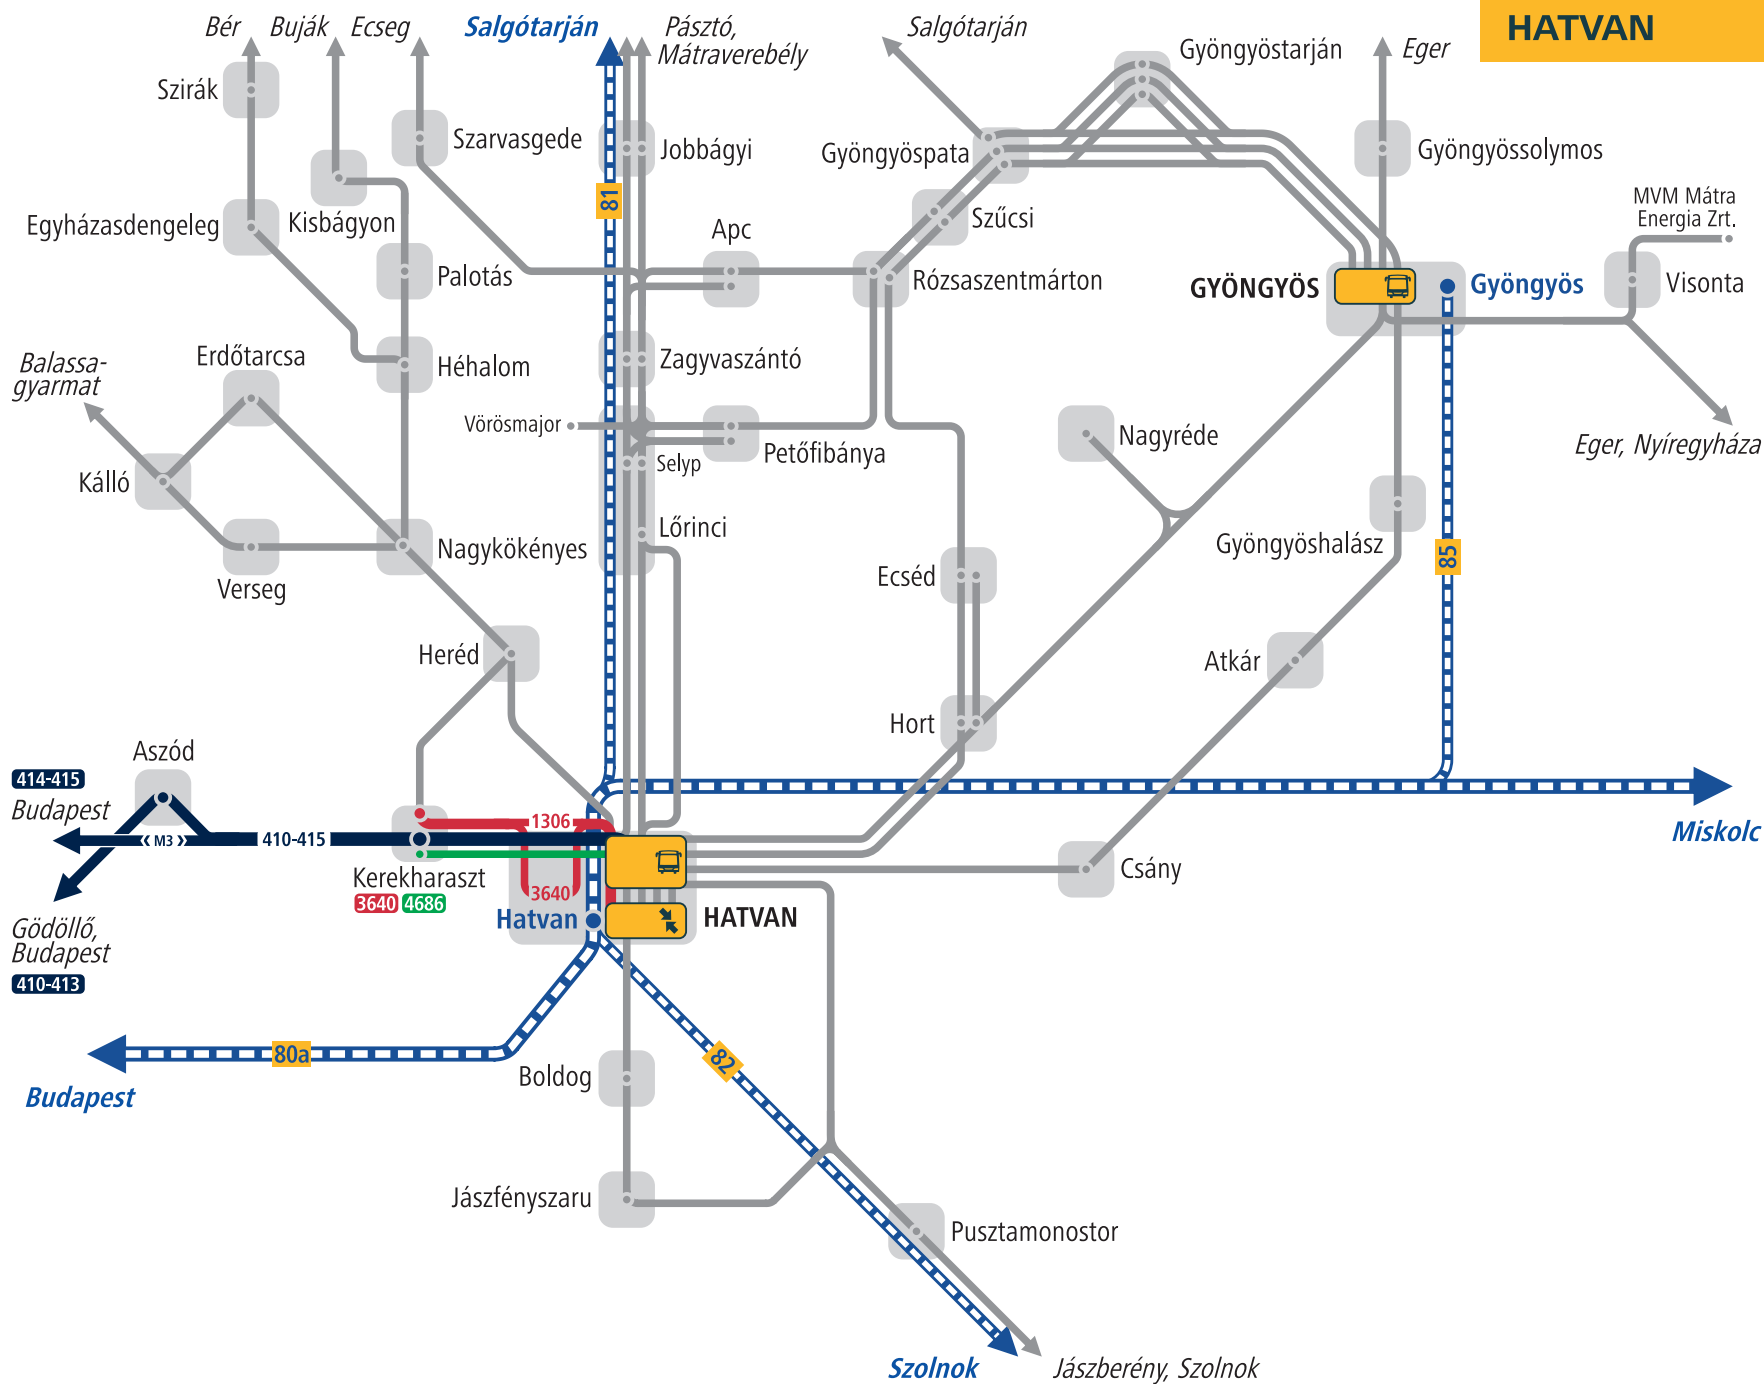 HATVAN
Bér
Buják
Ecseg
Salgótarján
Pásztó,
Mátraverebély
Salgótarján
Gyöngyöstarján
Eger
Szirák
Szarvasgede
Jobbágyi
Gyöngyöspata
Gyöngyössolymos
81
MVM Mátra
Energia Zrt.
Egyházasdengeleg
Kisbágyon
Apc
Szűcsi
Palotás
Rózsaszentmárton
GYÖNGYÖS
Gyöngyös
Visonta
Balassa-
gyarmat
Erdőtarcsa
Héhalom
Zagyvaszántó
Vörösmajor
Petőfibánya
Nagyréde
Eger, Nyíregyháza
Kálló
Selyp
Lőrinci
Gyöngyöshalász
85
Nagykökényes
Verseg
Ecséd
Heréd
Atkár
Hort
Aszód
414-415
Budapest
M3
410-415
1306
Miskolc
Kerekharaszt
3640
4686
3640
Csány
Hatvan
HATVAN
Gödöllő,
Budapest
410-413
80a
82
Budapest
Boldog
Jászfényszaru
Pusztamonostor
Szolnok
Jászberény, Szolnok